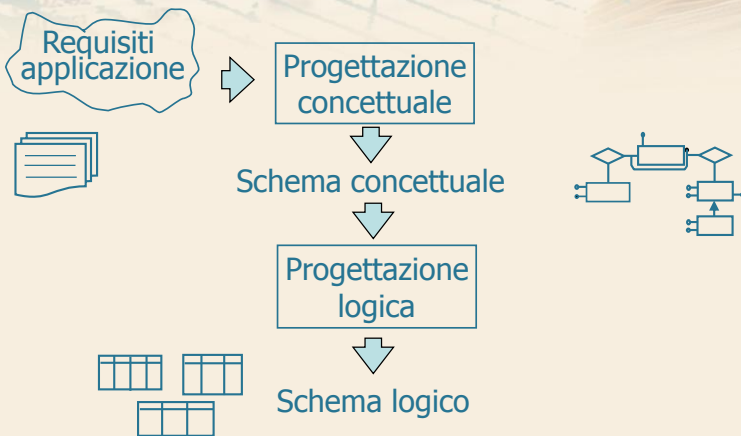 Requisiti
applicazione
Progettazione
concettuale
Schema concettuale
Progettazione
logica
Schema logico